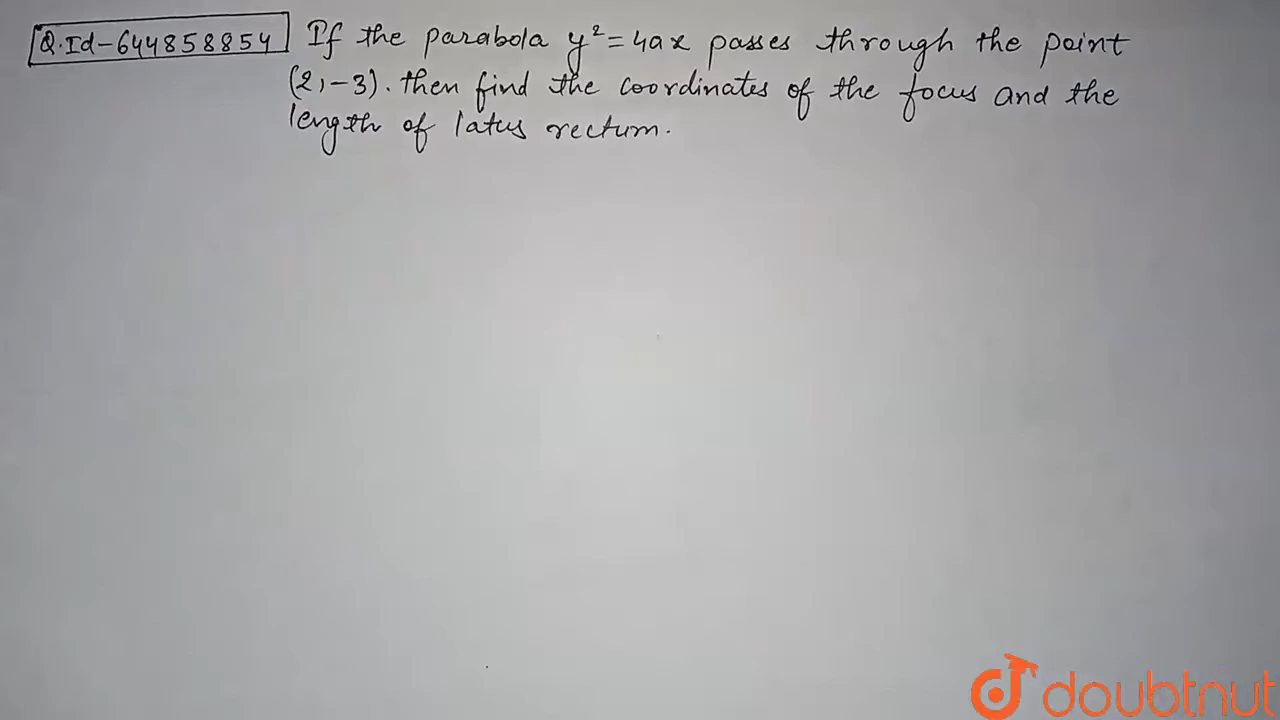 Q.Id-644858854 If the parabola y²=4ax passes through the point
(2,-3). then find the coordinates of the focus and the
length of latus rectum.
doubtnut